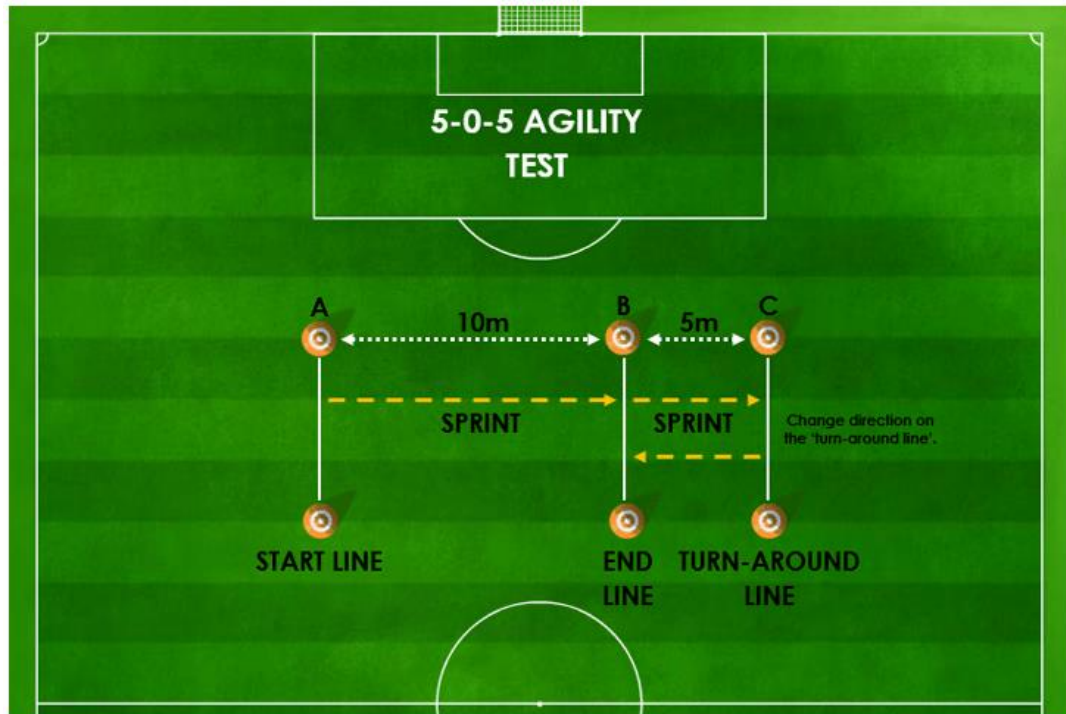 5-0-5 AGILITY
TEST
A
B
C
10m
5m
SPRINT
SPRINT
Change direction on
the 'turn-around line'.
START LINE
END
LINE
TURN-AROUND
LINE